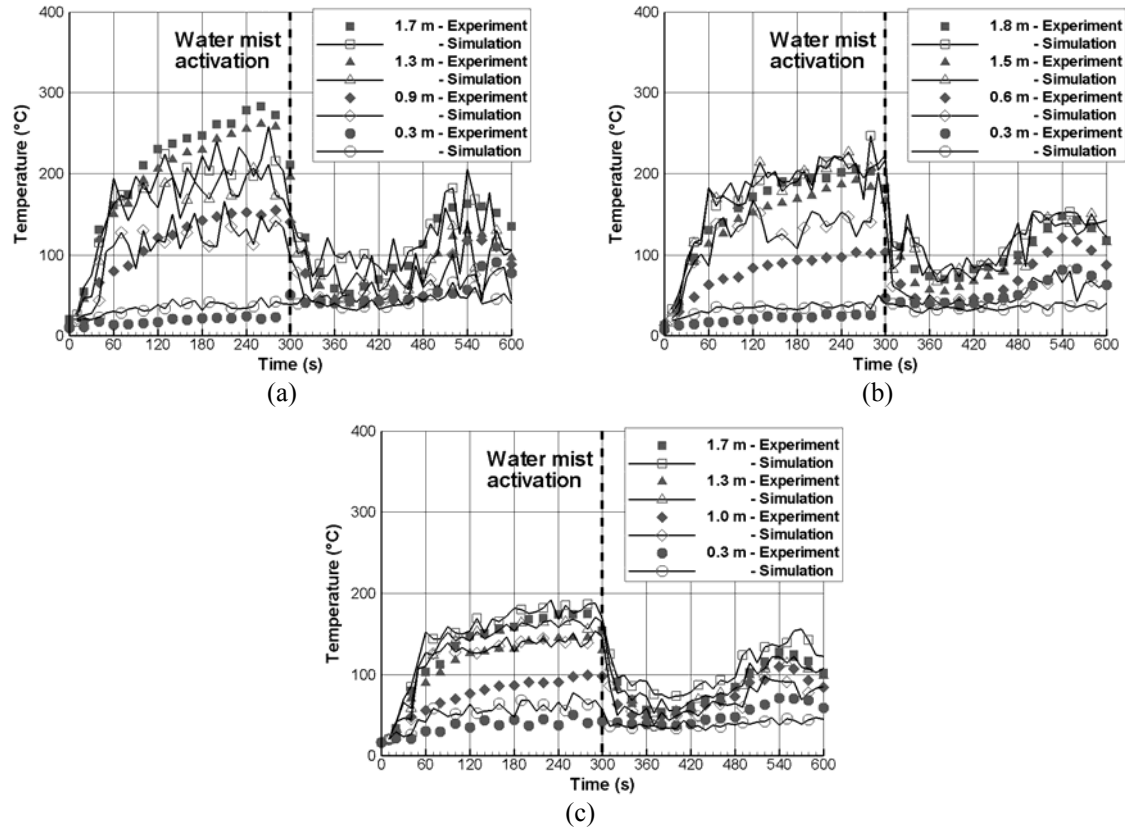 400
300
200
100
0
Temperature (°C)
Water mist
activation
1.7 m - Experiment
- Simulation
1.3 m - Experiment
- Simulation
0.9 m - Experiment
- Simulation
0.3 m - Experiment
- Simulation
0 60 120 180 240 300 360 420 480 540 600
Time (s)
(a)
400
300
200
100
0
Temperature (°C)
Water mist
activation
1.8 m - Experiment
- Simulation
1.5 m - Experiment
- Simulation
0.6 m - Experiment
- Simulation
0.3 m - Experiment
- Simulation
0 60 120 180 240 300 360 420 480 540 600
Time (s)
(b)
400
300
200
100
0
Temperature (°C)
Water mist
activation
1.7 m - Experiment
- Simulation
1.3 m - Experiment
- Simulation
1.0 m - Experiment
- Simulation
0.3 m - Experiment
- Simulation
0 60 120 180 240 300 360 420 480 540 600
Time (s)
(c)